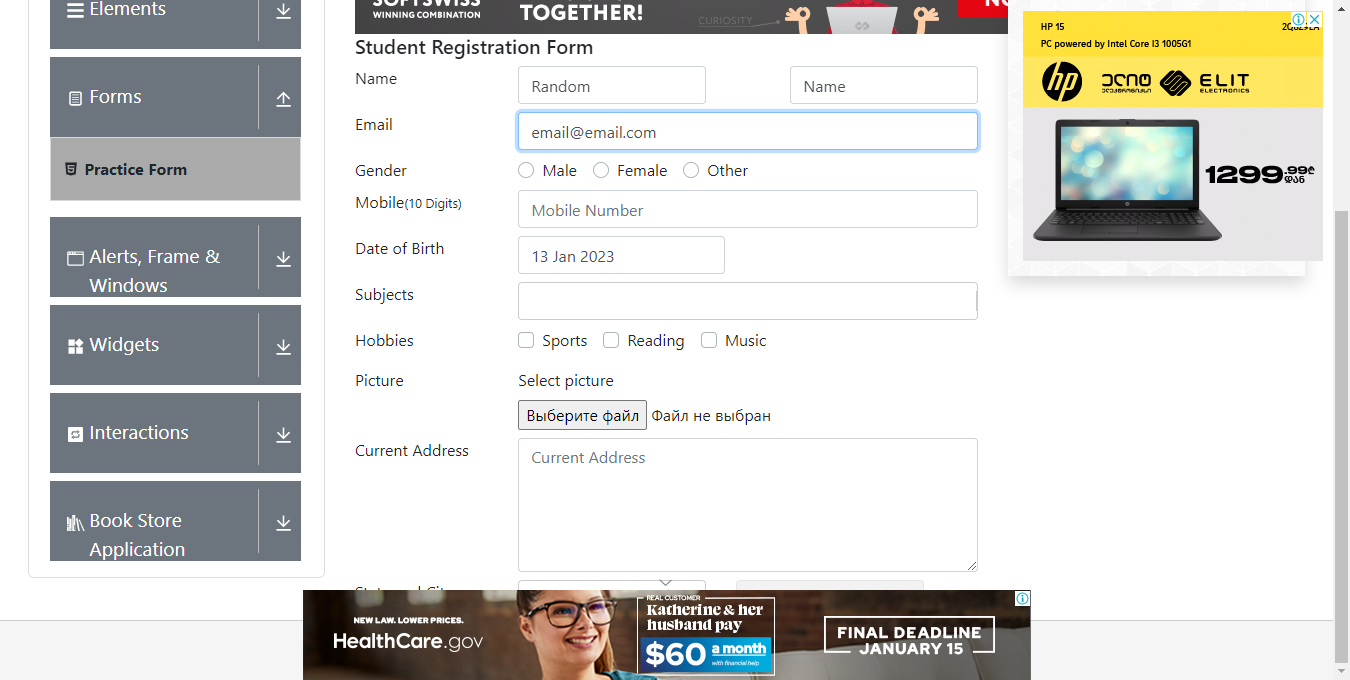 Elements
Forms
Practice Form
Alerts, Frame &
Windows
Widgets
Interactions
Book Store
Application
WINNING COMBINATION
TOGETHER!
CURIOSITY
Student Registration Form
Name
Random
Name
Email
email@email.com
Gender
Male
Female
Other
Mobile(10 Digits)
Mobile Number
Date of Birth
13 Jan 2023
Subjects
Hobbies
Sports
Reading
Music
Picture
Select picture
Выберите файл Файл не выбран
Current Address
Current Address
HP 15
PC powered by Intel Core I3 1005G1
hp
ELIT
ELECTRONICS
1299.99₾
დან
NEW LAW. LOWER PRICES.
HealthCare.gov
REAL CUSTOMER
Katherine & her
husband pay
$60 a month
with financial help
FINAL DEADLINE
JANUARY 15